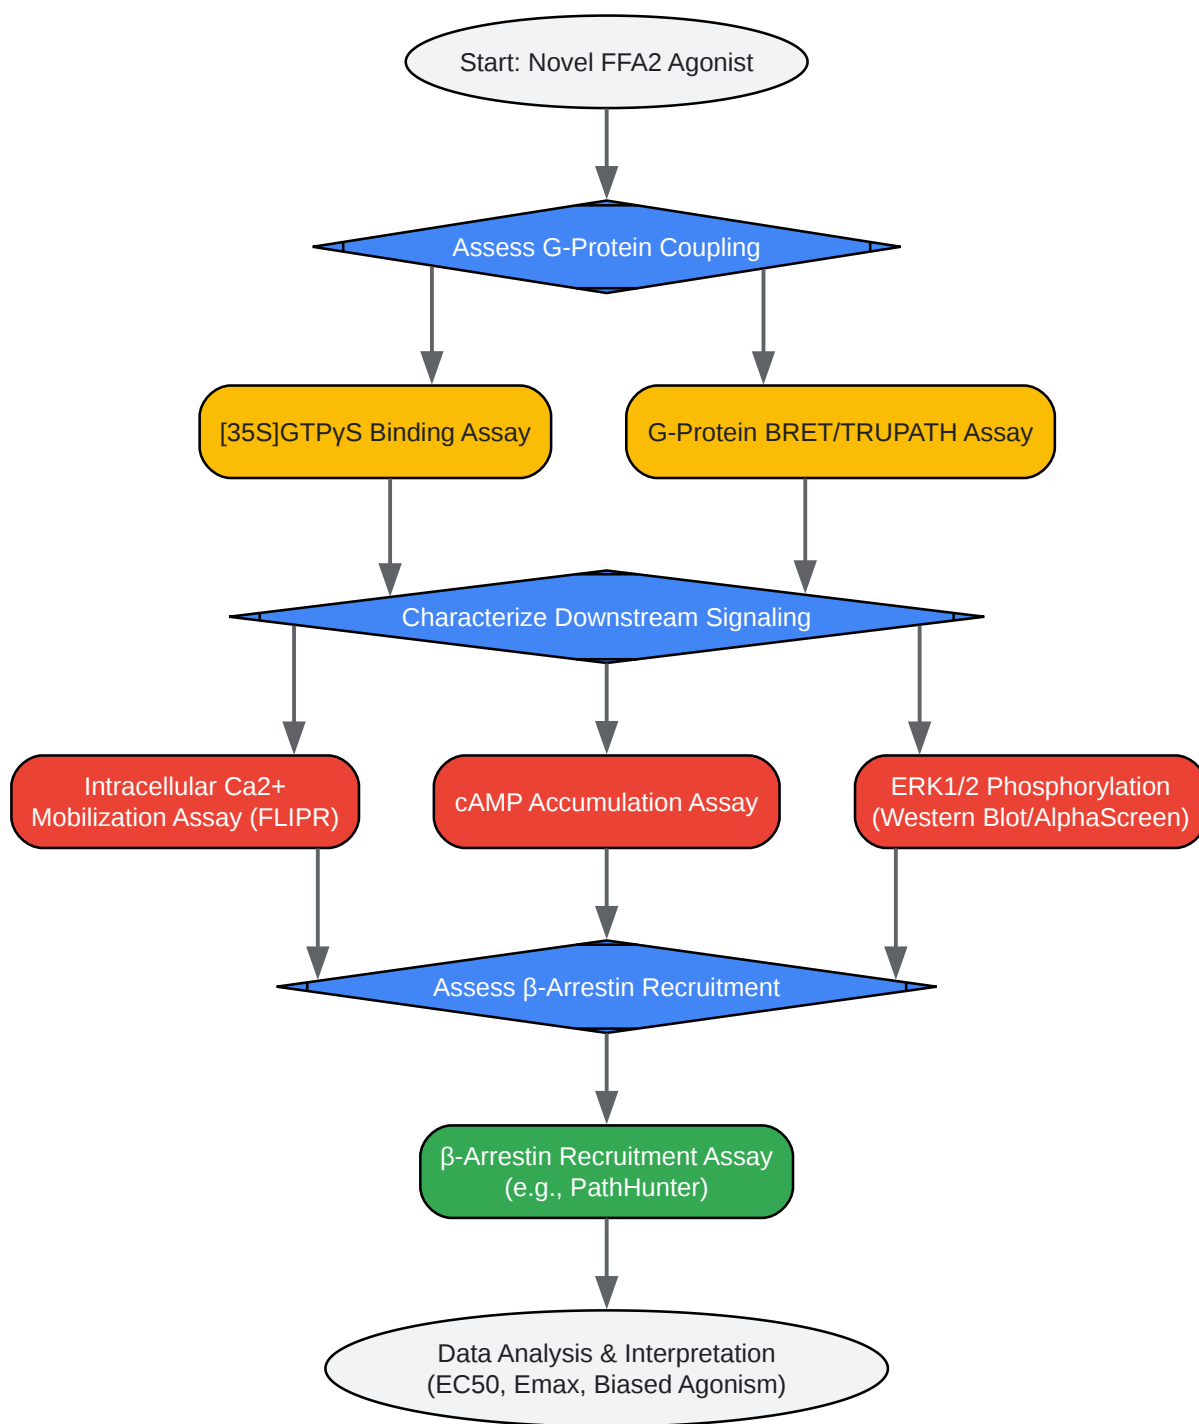 Start: Novel FFA2 Agonist
Assess G-Protein Coupling
[35S]GTPγS Binding Assay
G-Protein BRET/TRUPATH Assay
Characterize Downstream Signaling
Intracellular Ca2+
Mobilization Assay (FLIPR)
cAMP Accumulation Assay
ERK1/2 Phosphorylation
(Western Blot/AlphaScreen)
Assess β-Arrestin Recruitment
β-Arrestin Recruitment Assay
(e.g., PathHunter)
Data Analysis & Interpretation
(EC50, Emax, Biased Agonism)